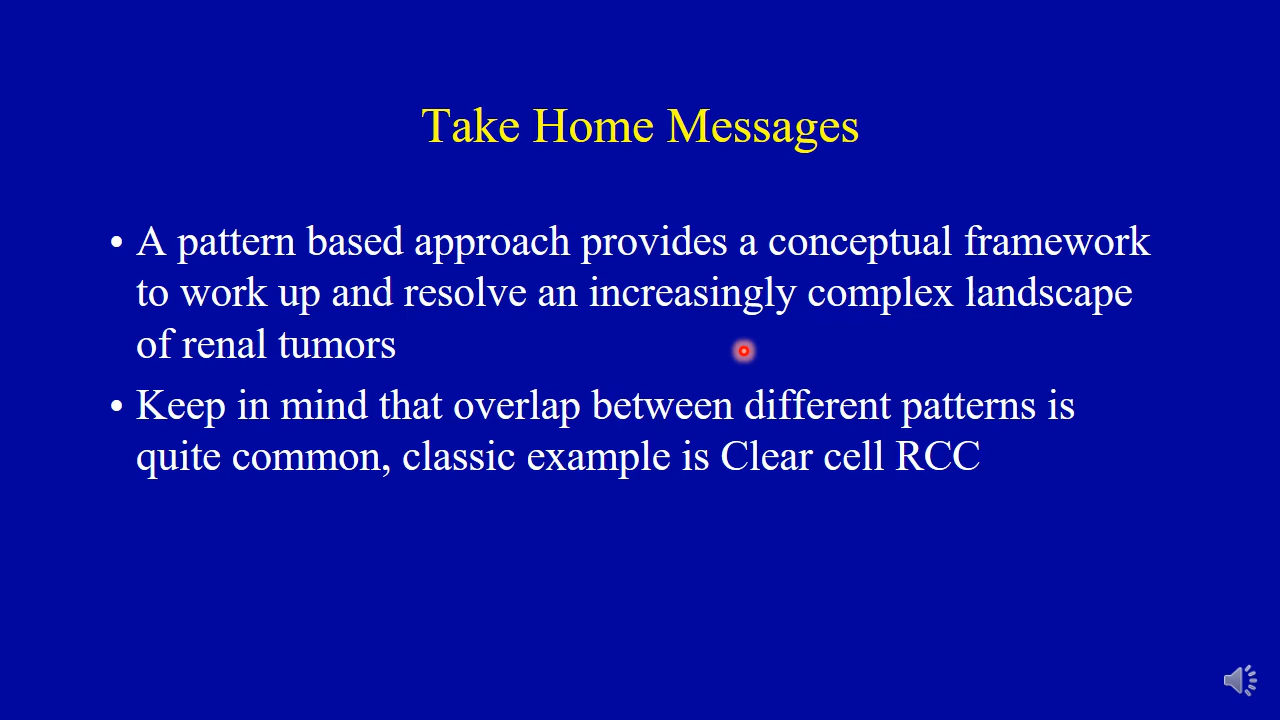 Take Home Messages
• A pattern based approach provides a conceptual framework
to work up and resolve an increasingly complex landscape
of renal tumors
• Keep in mind that overlap between different patterns is
quite common, classic example is Clear cell RCC